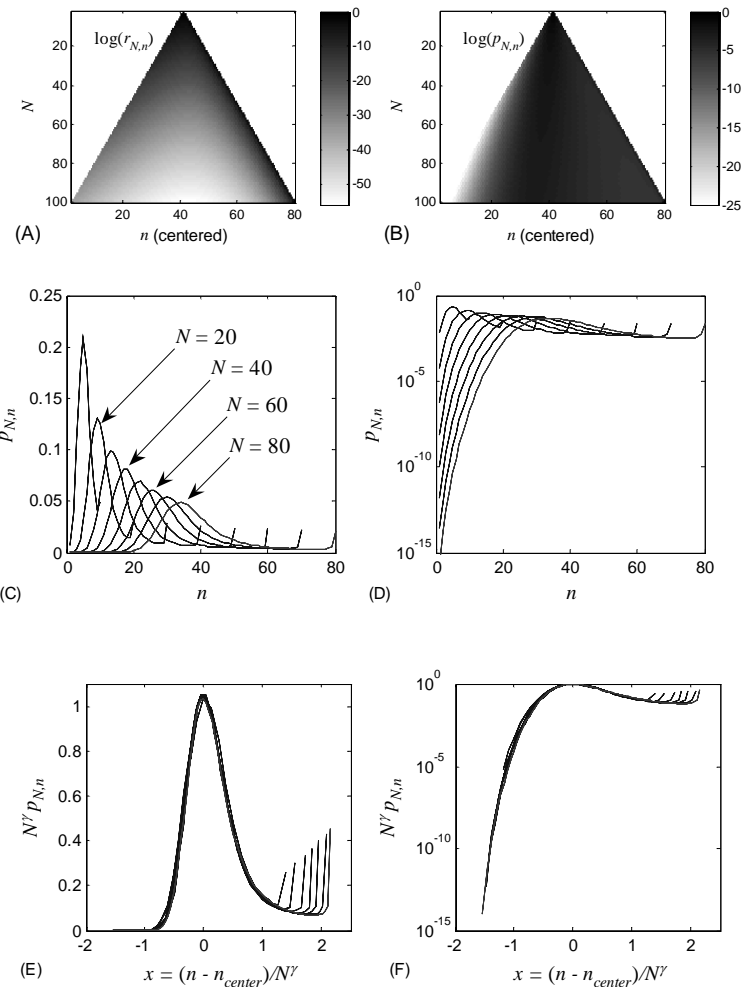 log(r_{N,n})
N
20
40
60
80
100
20
40
60
80
n (centered)
0
-10
-20
-30
-40
-50
(A)
log(p_{N,n})
N
20
40
60
80
100
20
40
60
80
n (centered)
0
-5
-10
-15
-20
-25
(B)
p_{N,n}
0.25
0.2
0.15
0.1
0.05
0
N = 20
N = 40
N = 60
N = 80
0
20
40
60
80
n
(C)
p_{N,n}
10^0
10^{-5}
10^{-10}
10^{-15}
0
20
40
60
80
n
(D)
N^γ p_{N,n}
1
0.8
0.6
0.4
0.2
0
-2
-1
0
1
2
x = (n - n_{center})/N^γ
(E)
N^γ p_{N,n}
10^0
10^{-5}
10^{-10}
10^{-15}
-2
-1
0
1
2
x = (n - n_{center})/N^γ
(F)